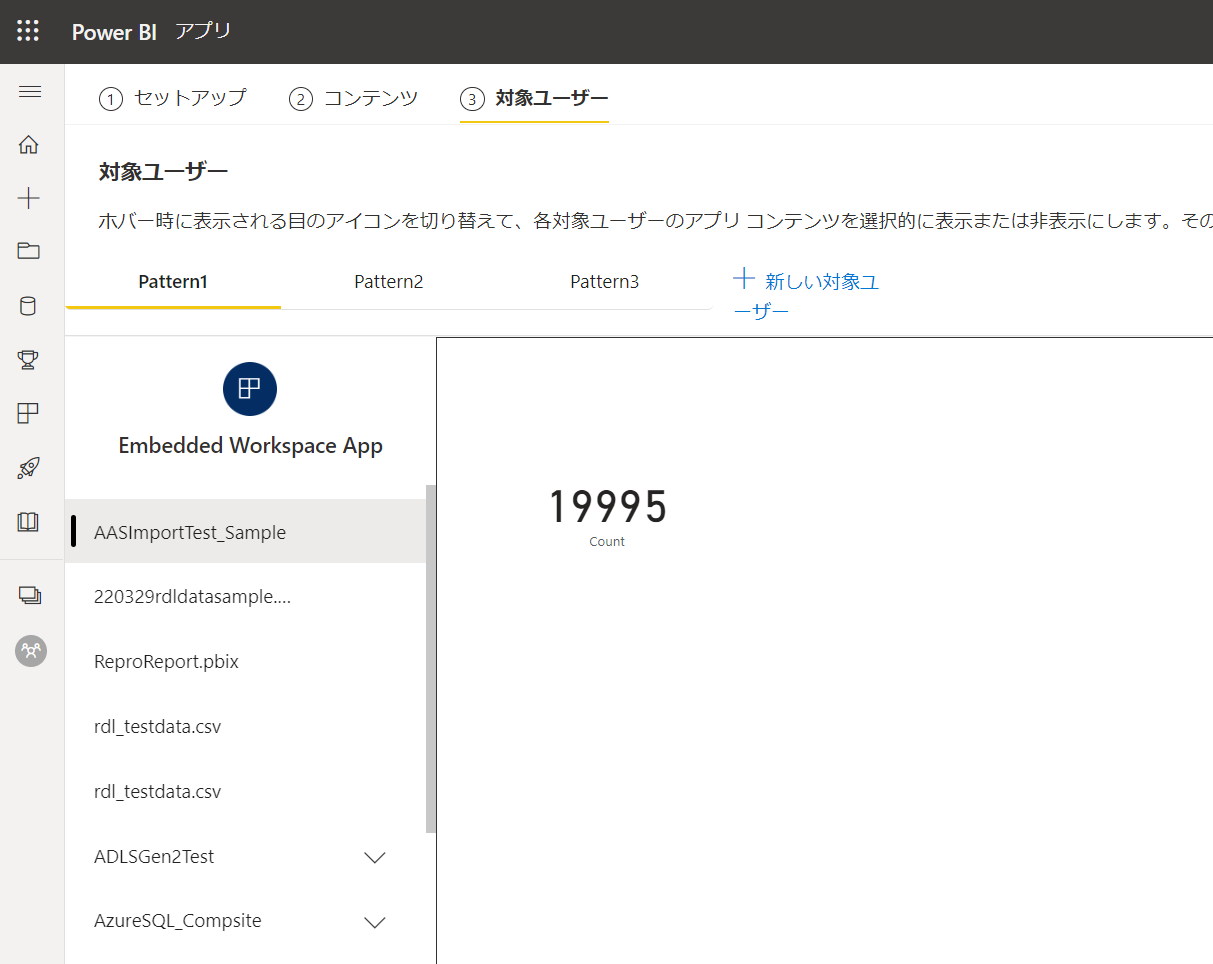 Power BI アプリ
1 セットアップ 2 コンテンツ 3 対象ユーザー
対象ユーザー
ホバー時に表示される目のアイコンを切り替えて、各対象ユーザーのアプリ コンテンツを選択的に表示または非表示にします。その
Pattern1 Pattern2 Pattern3 新しい対象ユ
ーザー
Embedded Workspace App
AASImportTest_Sample
220329rdldatasample....
ReproReport.pbix
rdl_testdata.csv
rdl_testdata.csv
ADLSGen2Test
AzureSQL_Compsite
19995
Count